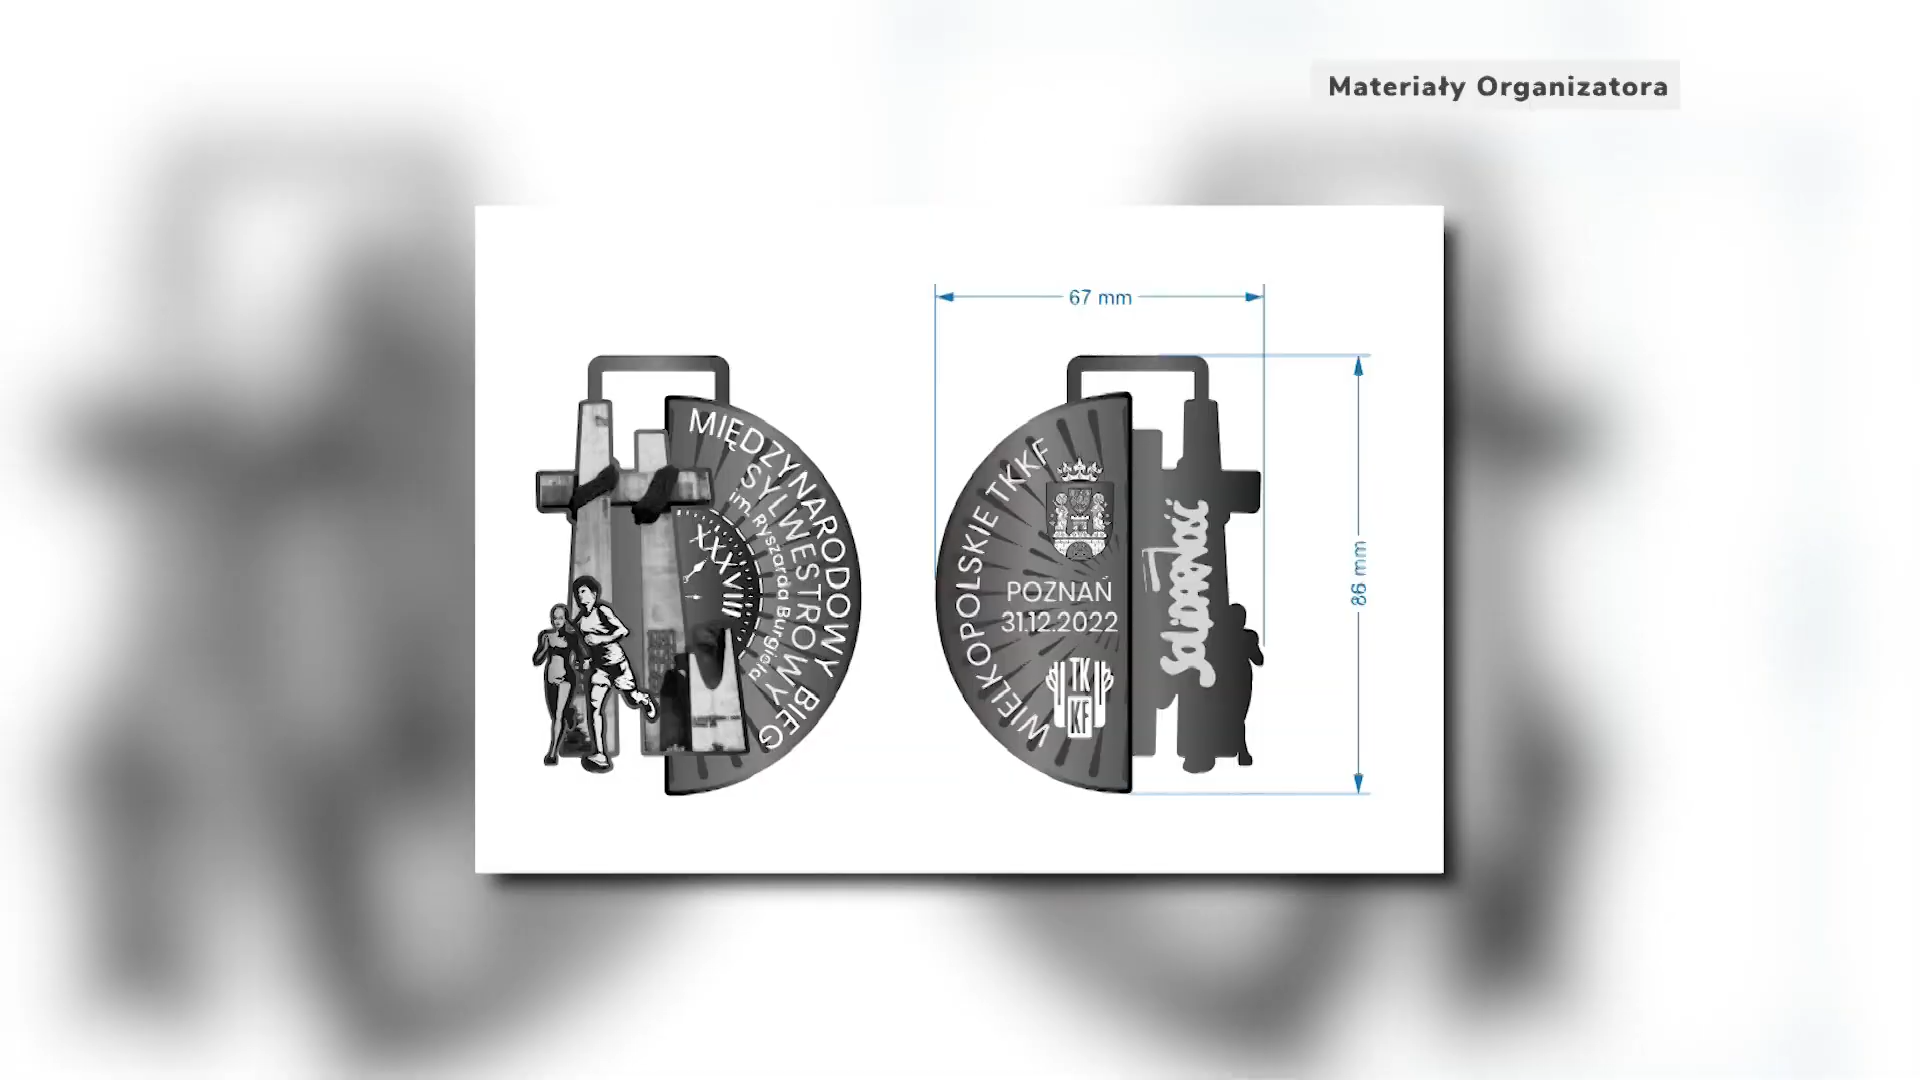 Materiały Organizatora
67 mm
MIĘDZYNARODOWY BIEG
SYLWESTROWY
im. Ryszarda Burgieła
XXXVIII
WIELKOPOLSKIE TKKF
POZNAŃ
31.12.2022
TK
KF
Solidarność
86 mm